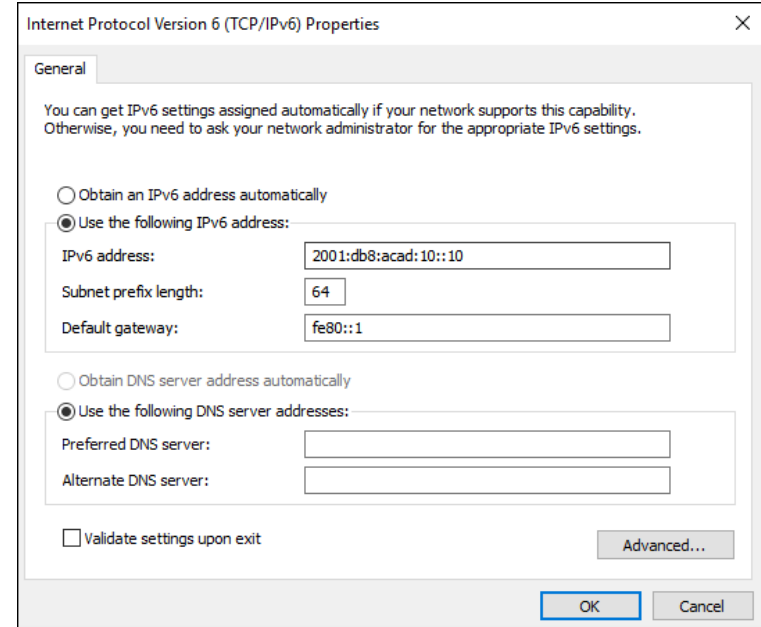 Internet Protocol Version 6 (TCP/IPv6) Properties
General
You can get IPv6 settings assigned automatically if your network supports this capability.
Otherwise, you need to ask your network administrator for the appropriate IPv6 settings.
Obtain an IPv6 address automatically
Use the following IPv6 address:
IPv6 address: 2001:db8:acad:10::10
Subnet prefix length: 64
Default gateway: fe80::1
Obtain DNS server address automatically
Use the following DNS server addresses:
Preferred DNS server:
Alternate DNS server:
Validate settings upon exit
Advanced...
OK Cancel